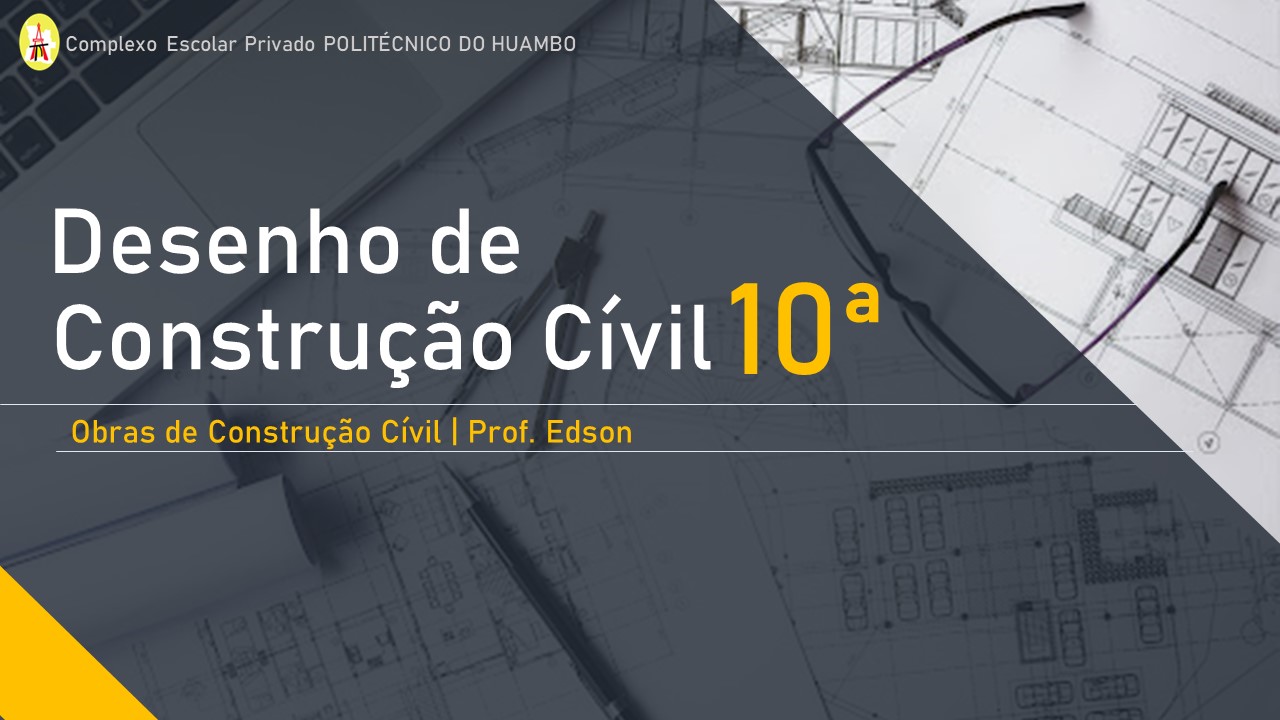 Complexo Escolar Privado POLITÉCNICO DO HUAMBO
Desenho de
Construção Cívil 10ª
Obras de Construção Cívil | Prof. Edson